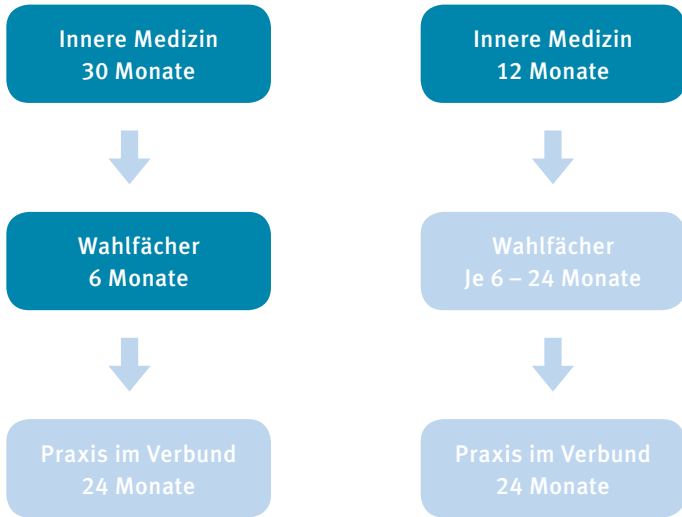 Innere Medizin
30 Monate
Innere Medizin
12 Monate
Wahlfächer
6 Monate
Wahlfächer
Je 6 – 24 Monate
Praxis im Verbund
24 Monate
Praxis im Verbund
24 Monate